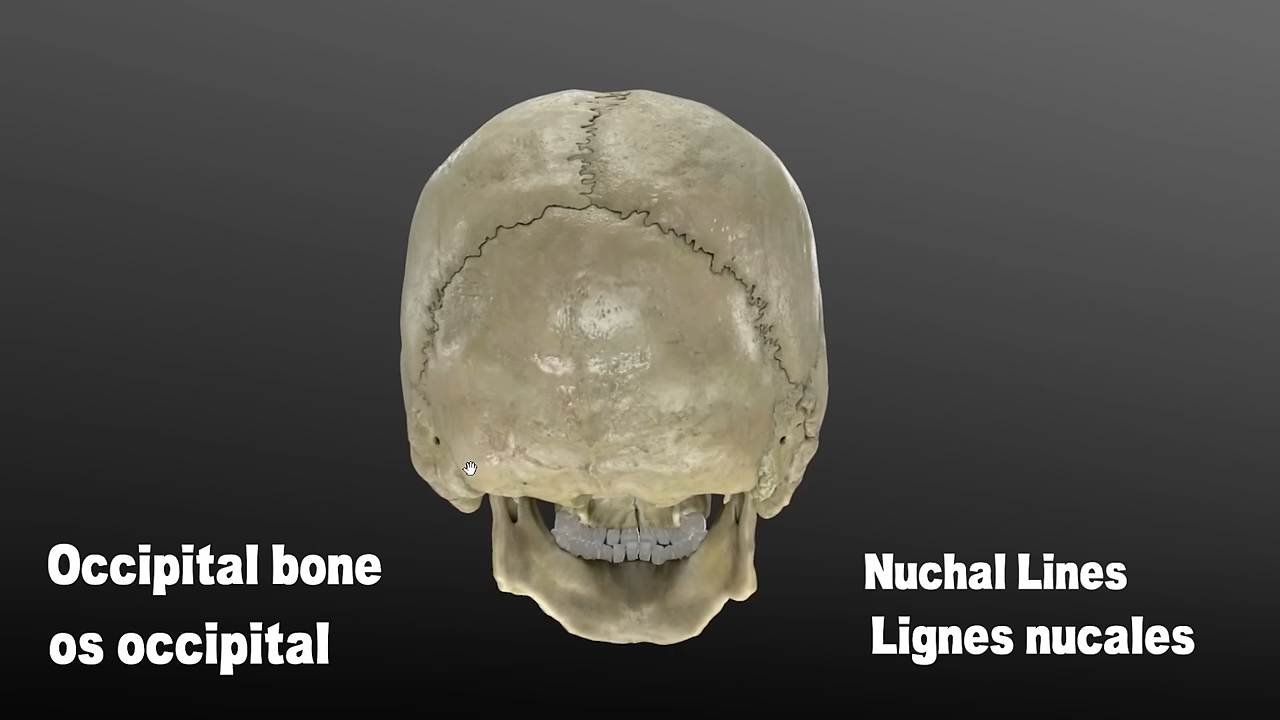 Occipital bone
os occipital
Nuchal Lines
Lignes nucales